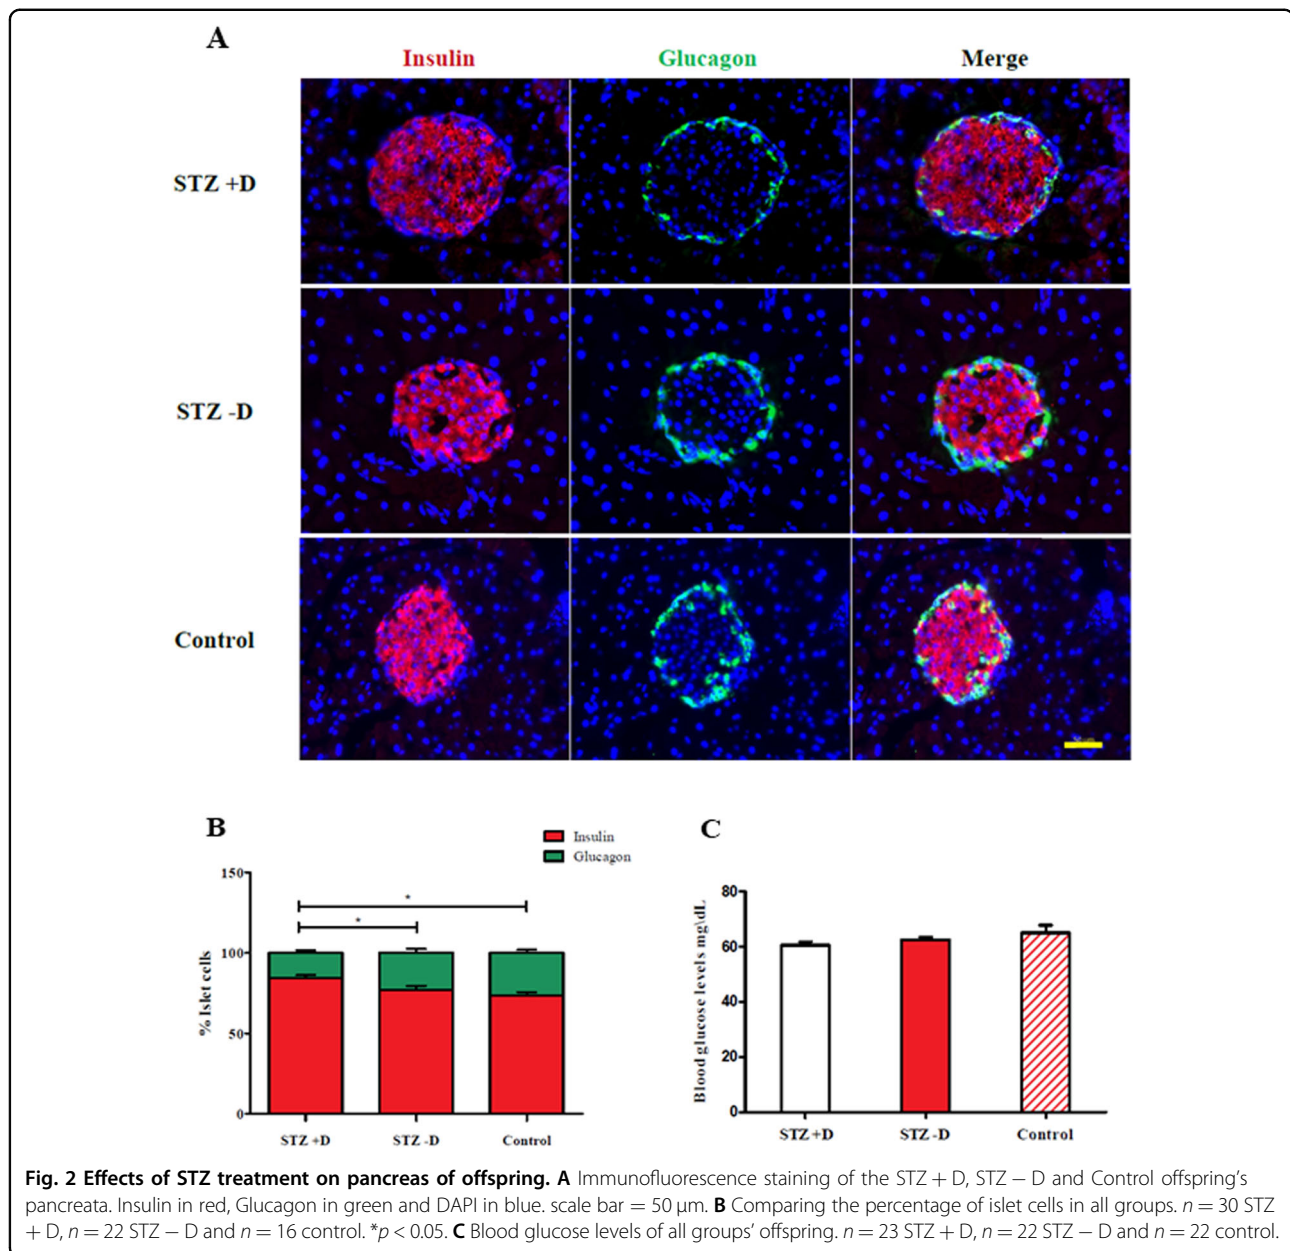 A
Insulin Glucagon Merge
STZ +D
STZ -D
Control
B
Insulin
Glucagon
150
100
50
0
% Islet cells
*
*
STZ +D STZ -D Control
C
80
60
40
20
0
Blood glucose levels mg\dL
STZ+D STZ-D Control
Fig. 2 Effects of STZ treatment on pancreas of offspring. A Immunofluorescence staining of the STZ + D, STZ − D and Control offspring's
pancreata. Insulin in red, Glucagon in green and DAPI in blue. scale bar = 50 μm. B Comparing the percentage of islet cells in all groups. n = 30 STZ
+ D, n = 22 STZ − D and n = 16 control. *p < 0.05. C Blood glucose levels of all groups' offspring. n = 23 STZ + D, n = 22 STZ − D and n = 22 control.